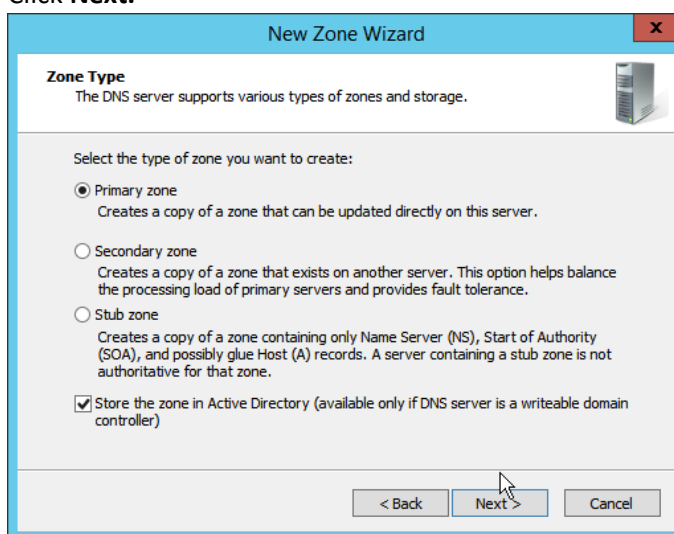 Click Next.
New Zone Wizard
x
Zone Type
The DNS server supports various types of zones and storage.
Select the type of zone you want to create:
Primary zone
Creates a copy of a zone that can be updated directly on this server.
Secondary zone
Creates a copy of a zone that exists on another server. This option helps balance
the processing load of primary servers and provides fault tolerance.
Stub zone
Creates a copy of a zone containing only Name Server (NS), Start of Authority
(SOA), and possibly glue Host (A) records. A server containing a stub zone is not
authoritative for that zone.
Store the zone in Active Directory (available only if DNS server is a writeable domain
controller)
< Back Next > Cancel